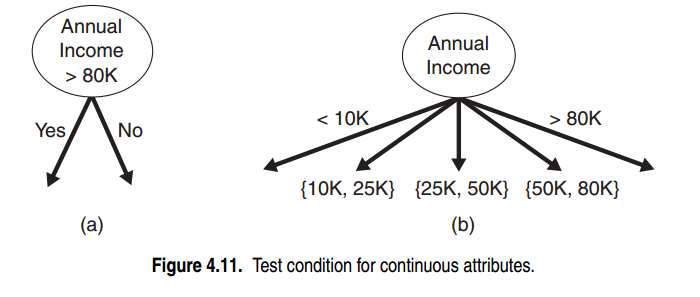 Annual
Income
> 80K
Yes
No
(a)
Annual
Income
< 10K
> 80K
{10K, 25K}
{25K, 50K}
{50K, 80K}
(b)
Figure 4.11. Test condition for continuous attributes.